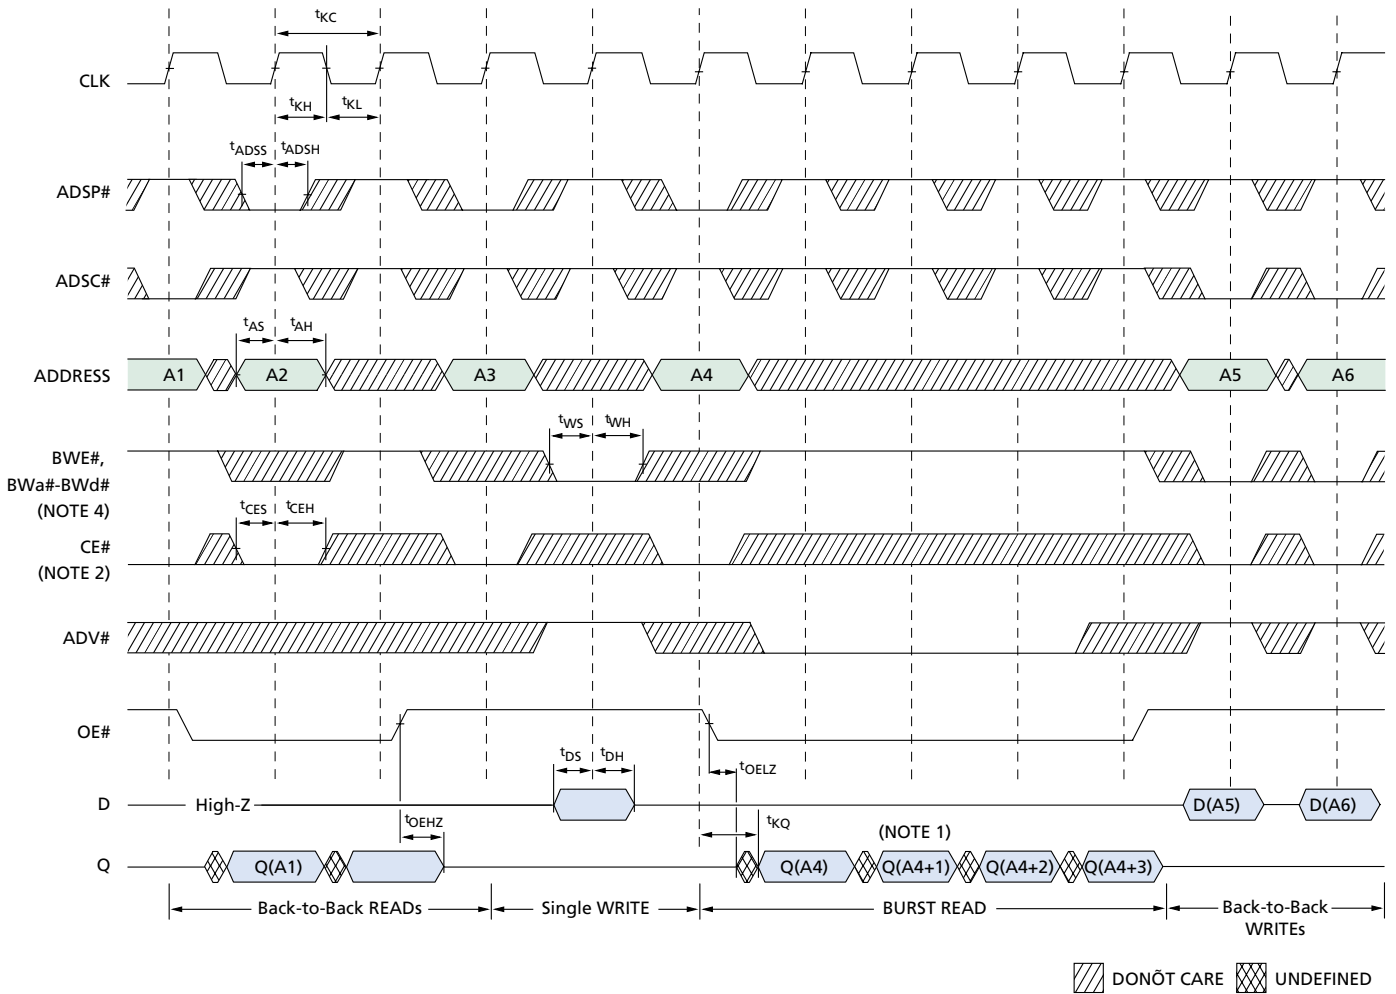 tKC
CLK
tKH
tKL
tADSS
tADSH
ADSP#
ADSC#
tAS
tAH
ADDRESS
A1
A2
A3
A4
A5
A6
tWS
tWH
BWE#,
BWa#-BWd#
(NOTE 4)
tCES
tCEH
CE#
(NOTE 2)
ADV#
OE#
tDS
tDH
tOELZ
D
High-Z
D(A5)
D(A6)
tOEHZ
tKQ
(NOTE 1)
Q
Q(A1)
Q(A4)
Q(A4+1)
Q(A4+2)
Q(A4+3)
Back-to-Back READs
Single WRITE
BURST READ
Back-to-Back
WRITEs
DONÕT CARE
UNDEFINED